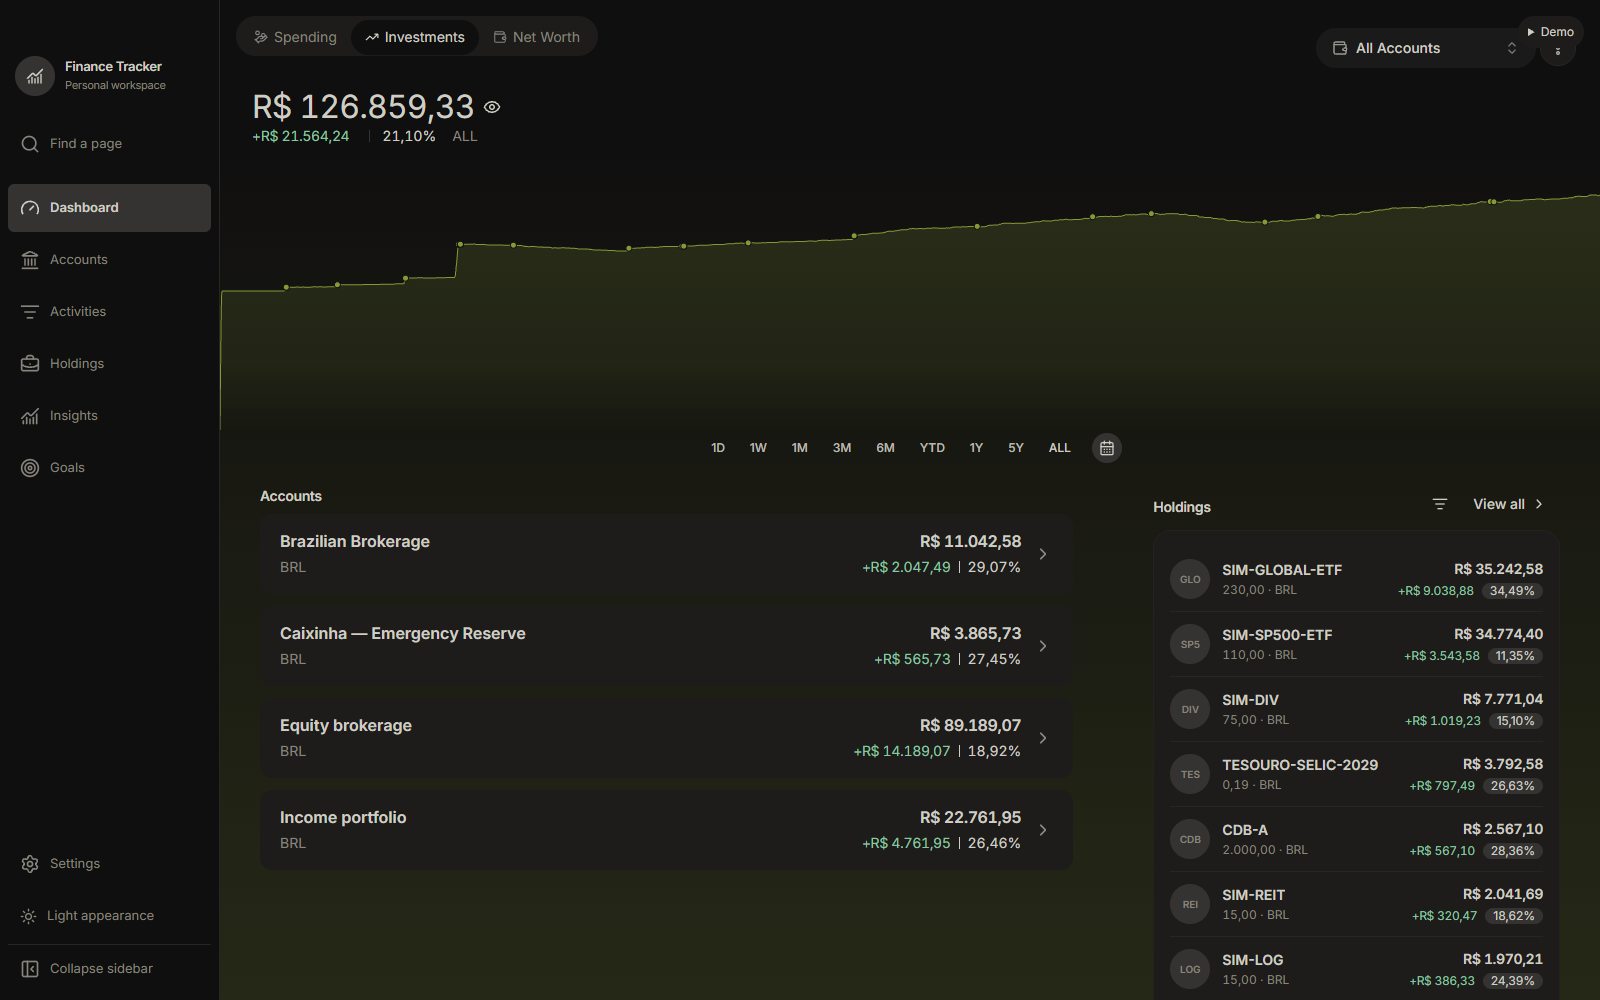 Finance Tracker
Personal workspace
Find a page
Dashboard
Accounts
Activities
Holdings
Insights
Goals
Settings
Light appearance
Collapse sidebar
Spending
Investments
Net Worth
All Accounts
Demo
R$ 126.859,33
+R$ 21.564,24 | 21,10% ALL
1D 1W 1M 3M 6M YTD 1Y 5Y ALL
Accounts
Brazilian Brokerage R$ 11.042,58
BRL +R$ 2.047,49 | 29,07%
Caixinha — Emergency Reserve R$ 3.865,73
BRL +R$ 565,73 | 27,45%
Equity brokerage R$ 89.189,07
BRL +R$ 14.189,07 | 18,92%
Income portfolio R$ 22.761,95
BRL +R$ 4.761,95 | 26,46%
Holdings View all
GLO SIM-GLOBAL-ETF R$ 35.242,58
230,00 · BRL +R$ 9.038,88 34,49%
SP5 SIM-SP500-ETF R$ 34.774,40
110,00 · BRL +R$ 3.543,58 11,35%
DIV SIM-DIV R$ 7.771,04
75,00 · BRL +R$ 1.019,23 15,10%
TES TESOURO-SELIC-2029 R$ 3.792,58
0,19 · BRL +R$ 797,49 26,63%
CDB CDB-A R$ 2.567,10
2.000,00 · BRL +R$ 567,10 28,36%
REI SIM-REIT R$ 2.041,69
15,00 · BRL +R$ 320,47 18,62%
LOG SIM-LOG R$ 1.970,21
15,00 · BRL +R$ 386,33 24,39%